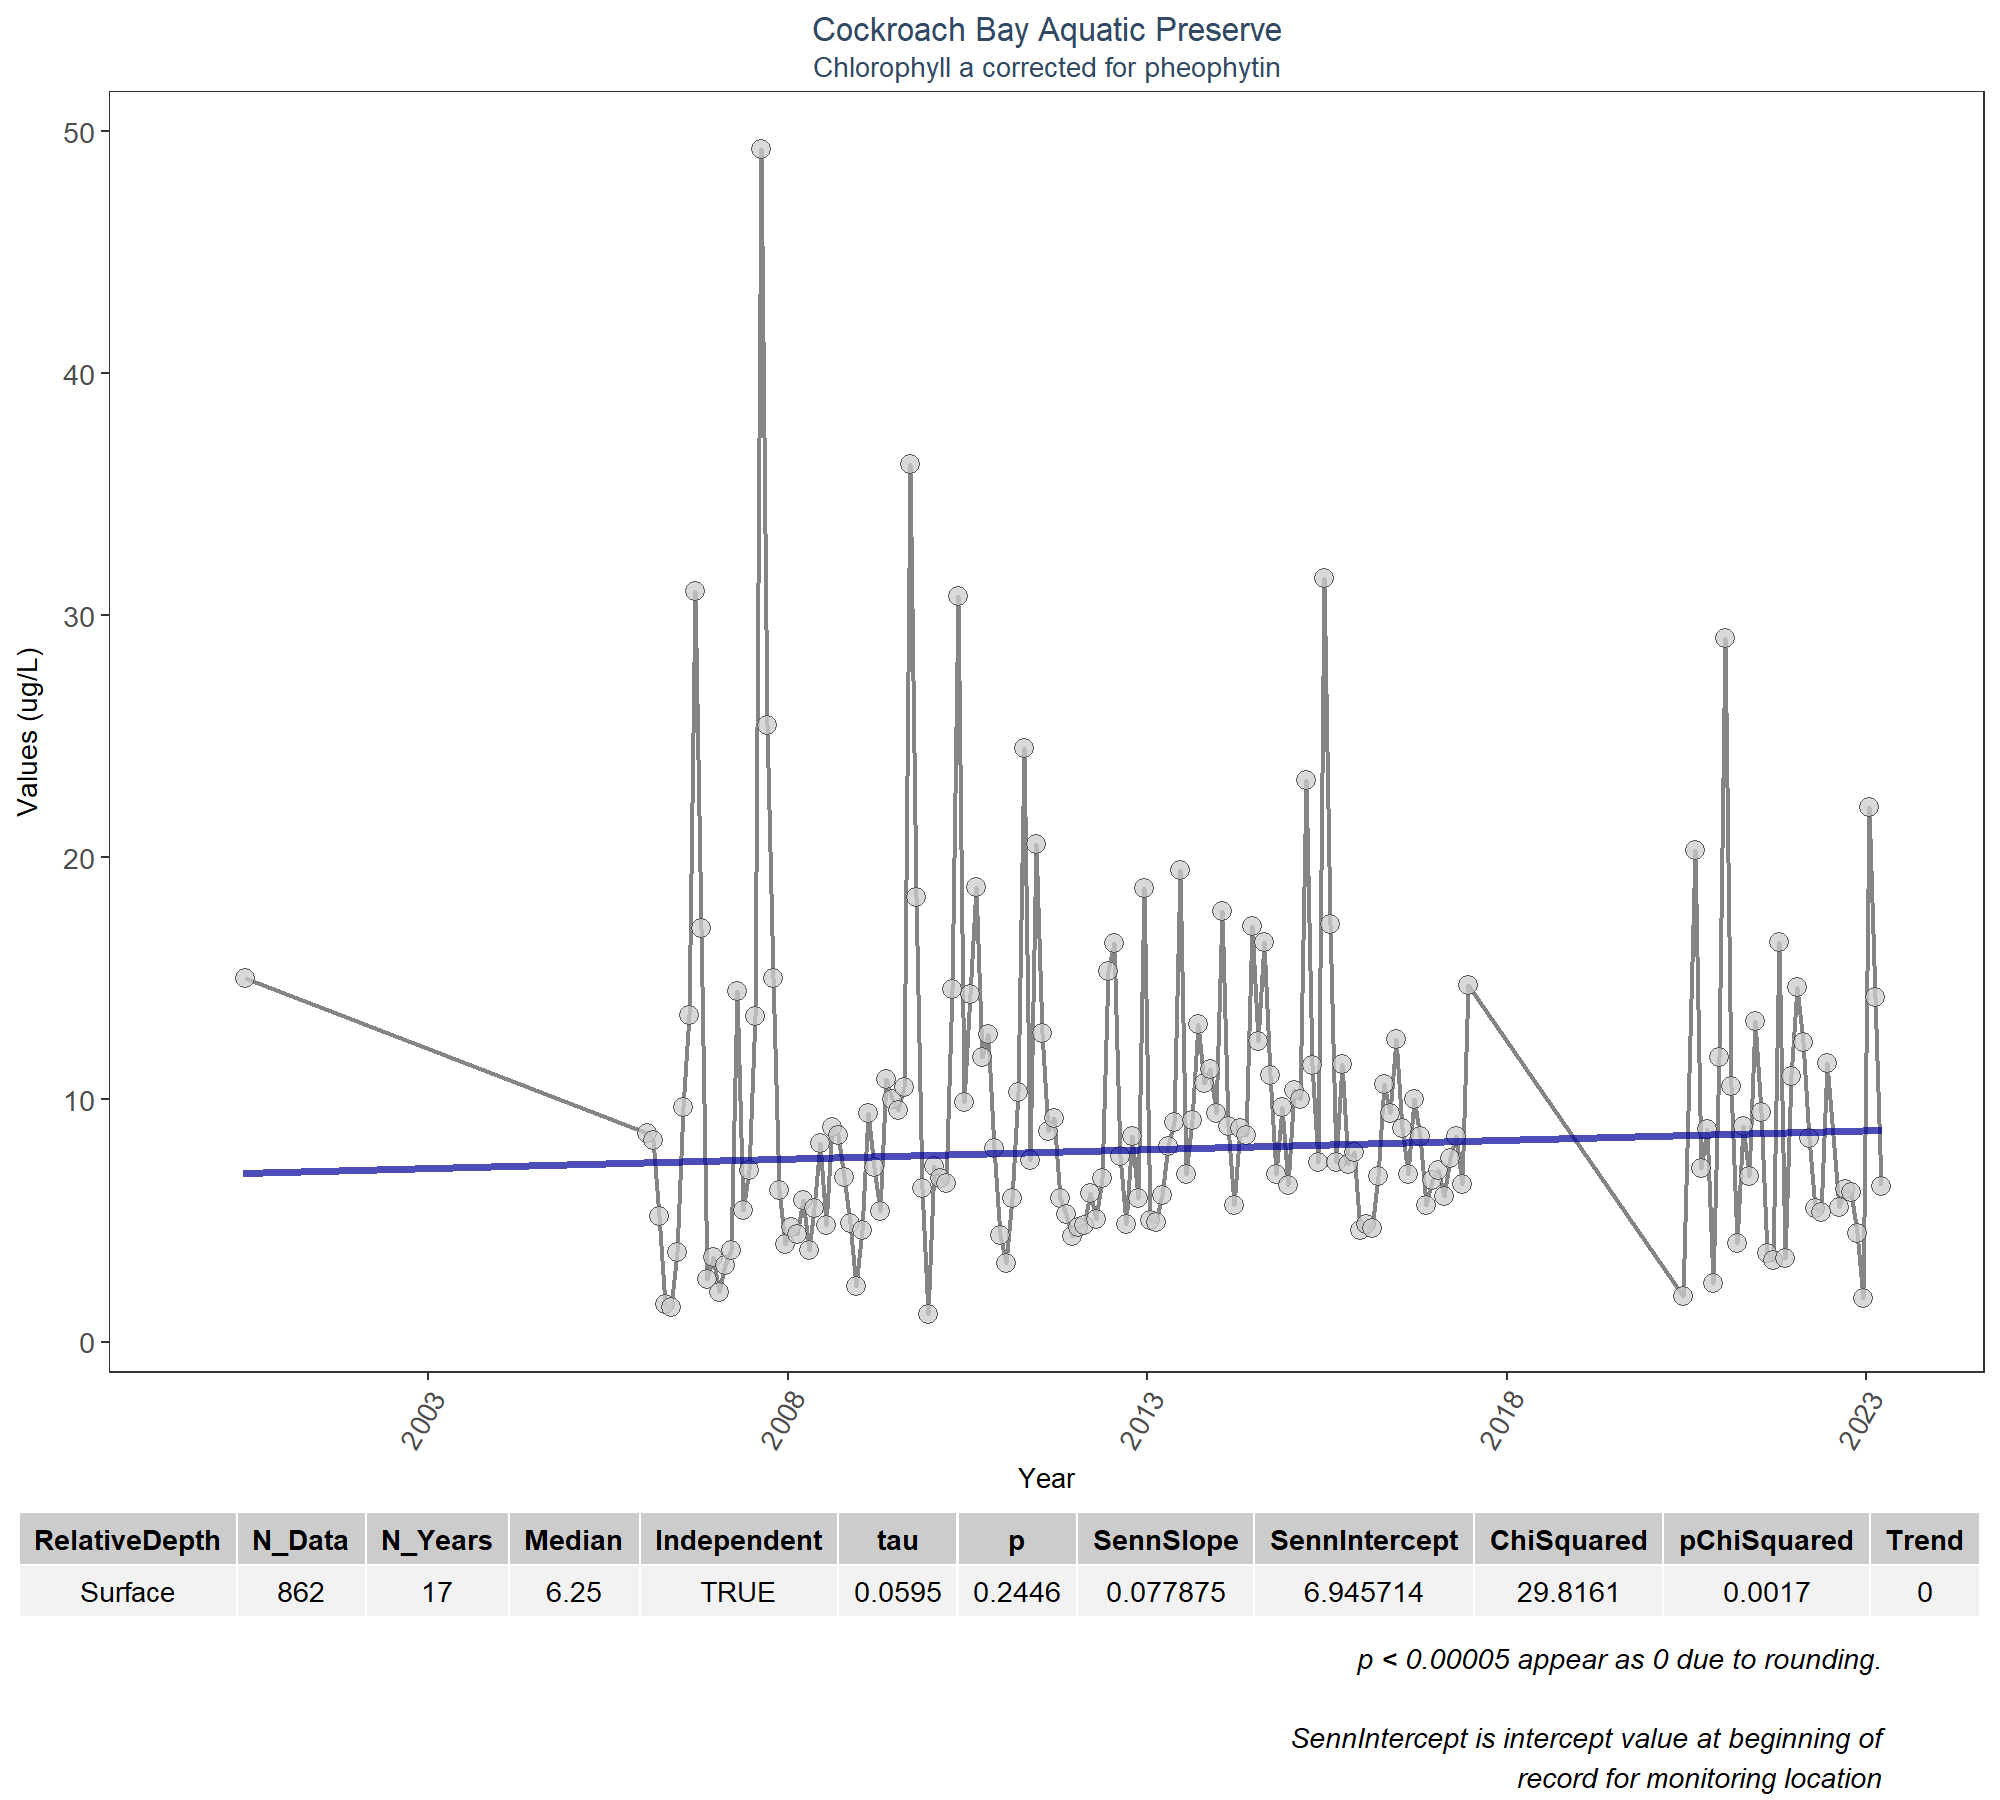 Cockroach Bay Aquatic Preserve
Chlorophyll a corrected for pheophytin
50
40
30
20
10
0
Values (ug/L)
2003 2008 2013 2018 2023
Year
RelativeDepth N_Data N_Years Median Independent tau p SennSlope SennIntercept ChiSquared pChiSquared Trend
Surface 862 17 6.25 TRUE 0.0595 0.2446 0.077875 6.945714 29.8161 0.0017 0
p < 0.00005 appear as 0 due to rounding.
SennIntercept is intercept value at beginning of
record for monitoring location